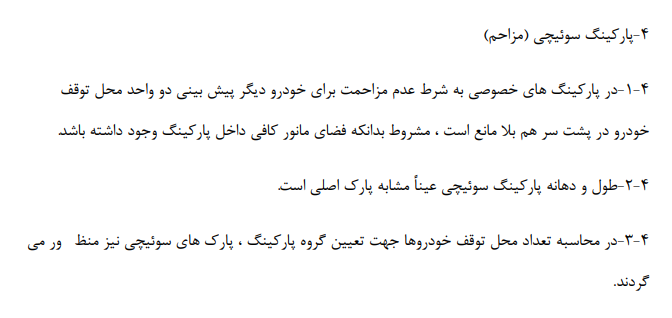 ۴-پارکینگ سوئیچی (مزاحم)
۴-۱-در پارکینگ های خصوصی به شرط عدم مزاحمت برای خودرو دیگر پیش بینی دو واحد محل توقف
خودرو در پشت سر هم بلا مانع است ، مشروط بدانکه فضای مانور کافی داخل پارکینگ وجود داشته باشد.
۴-۲-طول و دهانه پارکینگ سوئیچی عیناً مشابه پارک اصلی است.
۴-۳-در محاسبه تعداد محل توقف خودروها جهت تعیین گروه پارکینگ ، پارک های سوئیچی نیز منظ ور می
گردند.